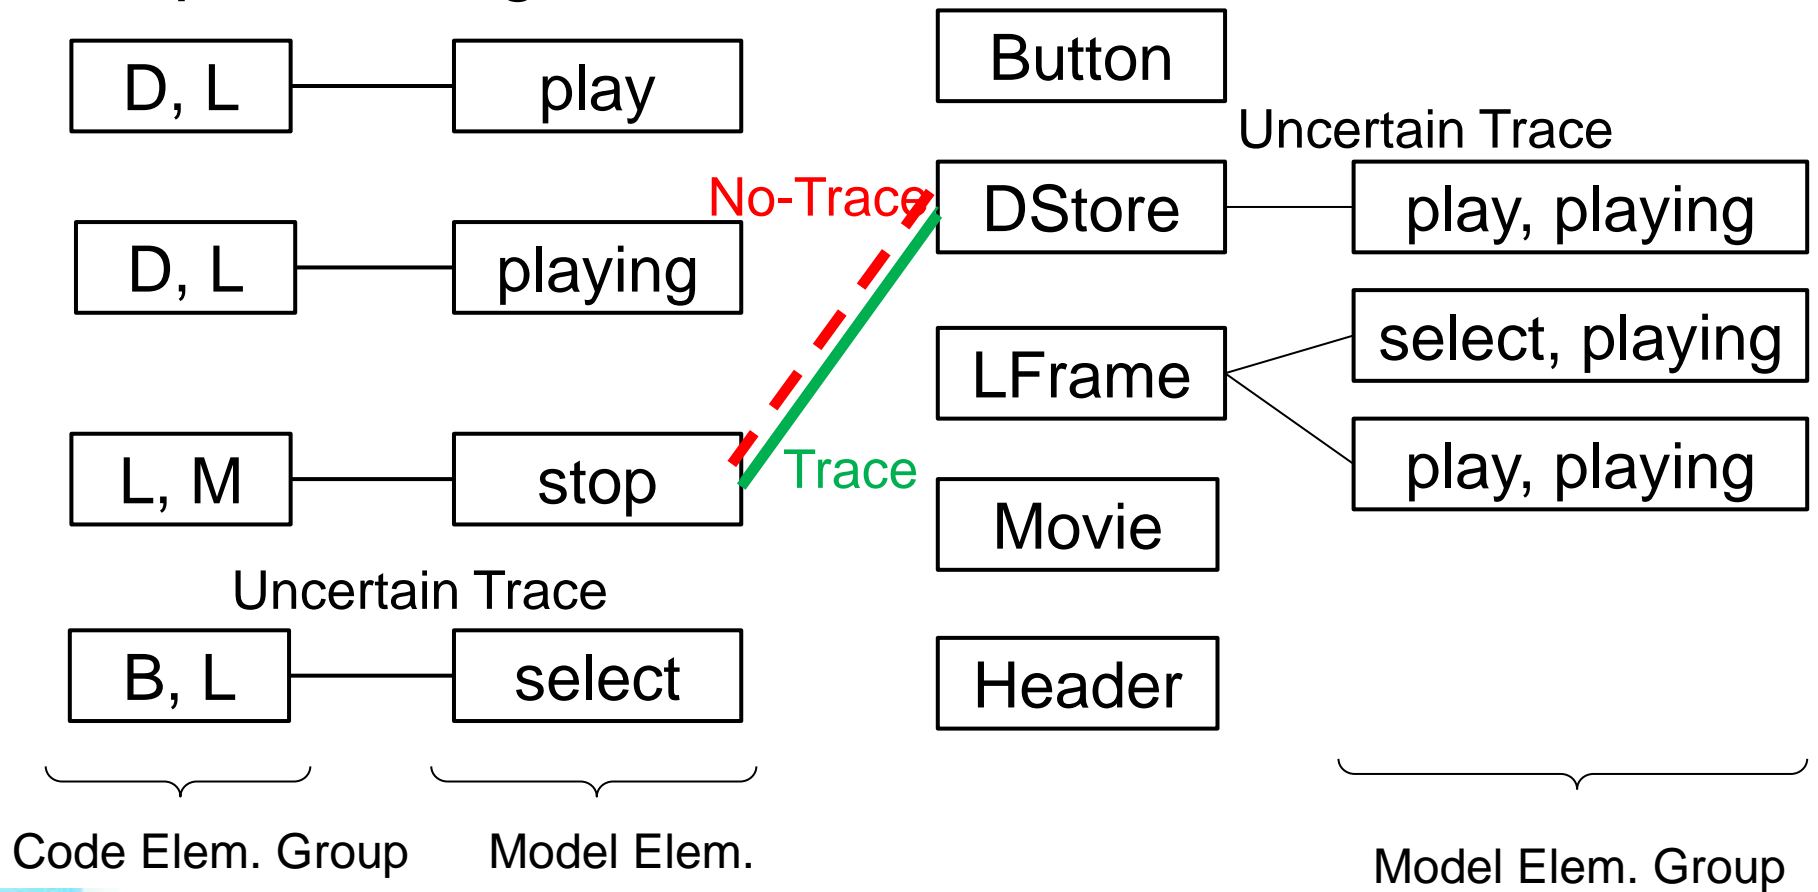 D, L
play
Button
Uncertain Trace
No-Trace
DStore
play, playing
D, L
playing
select, playing
LFrame
play, playing
L, M
stop
Trace
Movie
Uncertain Trace
B, L
select
Header
Code Elem. Group
Model Elem.
Model Elem. Group